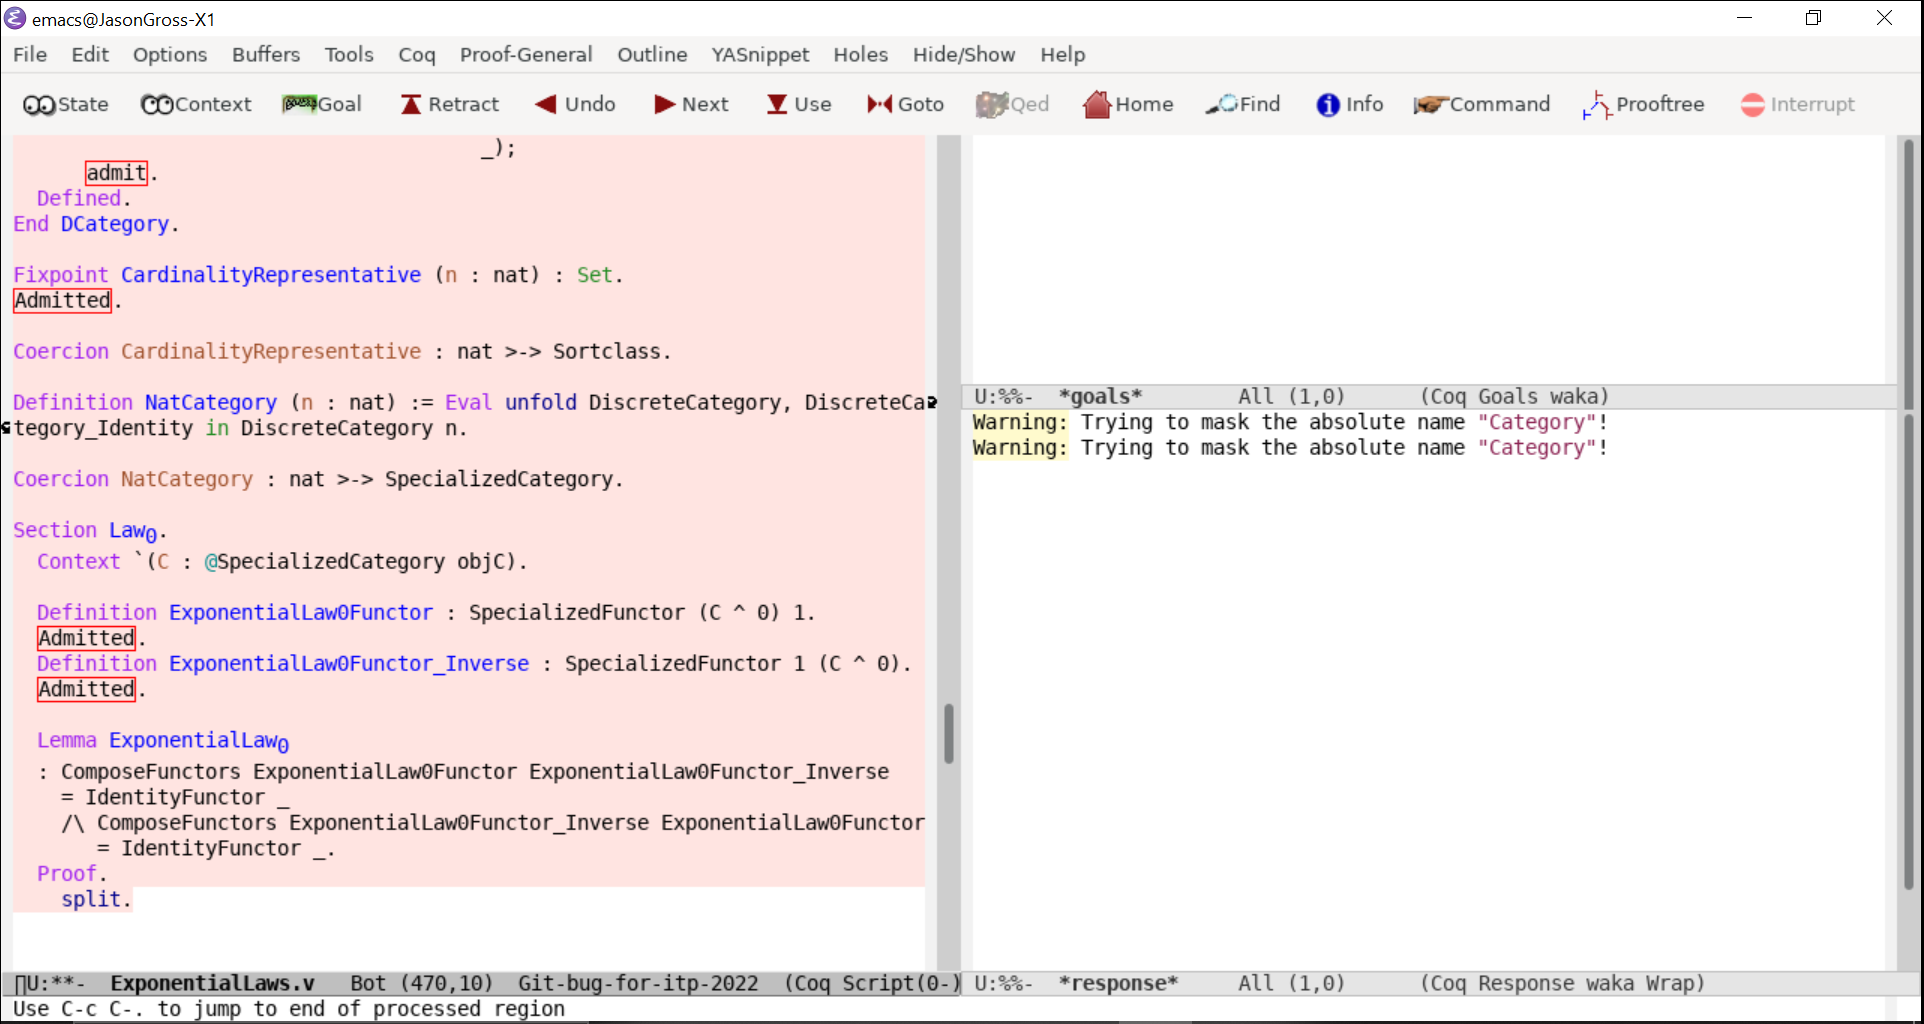 emacs@JasonGross-X1
File Edit Options Buffers Tools Coq Proof-General Outline YASnippet Holes Hide/Show Help
State Context Goal Retract Undo Next Use Goto Qed Home Find Info Command Prooftree Interrupt
_);
admit.
Defined.
End DCategory.
Fixpoint CardinalityRepresentative (n : nat) : Set.
Admitted.
Coercion CardinalityRepresentative : nat >-> Sortclass.
Definition NatCategory (n : nat) := Eval unfold DiscreteCategory, DiscreteCa
tegory_Identity in DiscreteCategory n.
Coercion NatCategory : nat >-> SpecializedCategory.
Section Law₀.
Context `(C : @SpecializedCategory objC).
Definition ExponentialLaw0Functor : SpecializedFunctor (C ^ 0) 1.
Admitted.
Definition ExponentialLaw0Functor_Inverse : SpecializedFunctor 1 (C ^ 0).
Admitted.
Lemma ExponentialLaw₀
: ComposeFunctors ExponentialLaw0Functor ExponentialLaw0Functor_Inverse
= IdentityFunctor _
/\ ComposeFunctors ExponentialLaw0Functor_Inverse ExponentialLaw0Functor
= IdentityFunctor _.
Proof.
split.
U:**- ExponentialLaws.v Bot (470,10) Git-bug-for-itp-2022 (Coq Script(0-)
U:%%- *goals* All (1,0) (Coq Goals waka)
Warning: Trying to mask the absolute name "Category"!
Warning: Trying to mask the absolute name "Category"!
U:%%- *response* All (1,0) (Coq Response waka Wrap)
Use C-c C-. to jump to end of processed region